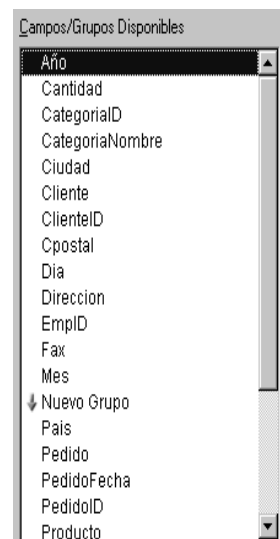 Campos/Grupos Disponibles
Año
Cantidad
CategoriaID
CategoriaNombre
Ciudad
Cliente
ClienteID
Cpostal
Dia
Direccion
EmpID
Fax
Mes
Nuevo Grupo
Pais
Pedido
PedidoFecha
PedidoID
Producto